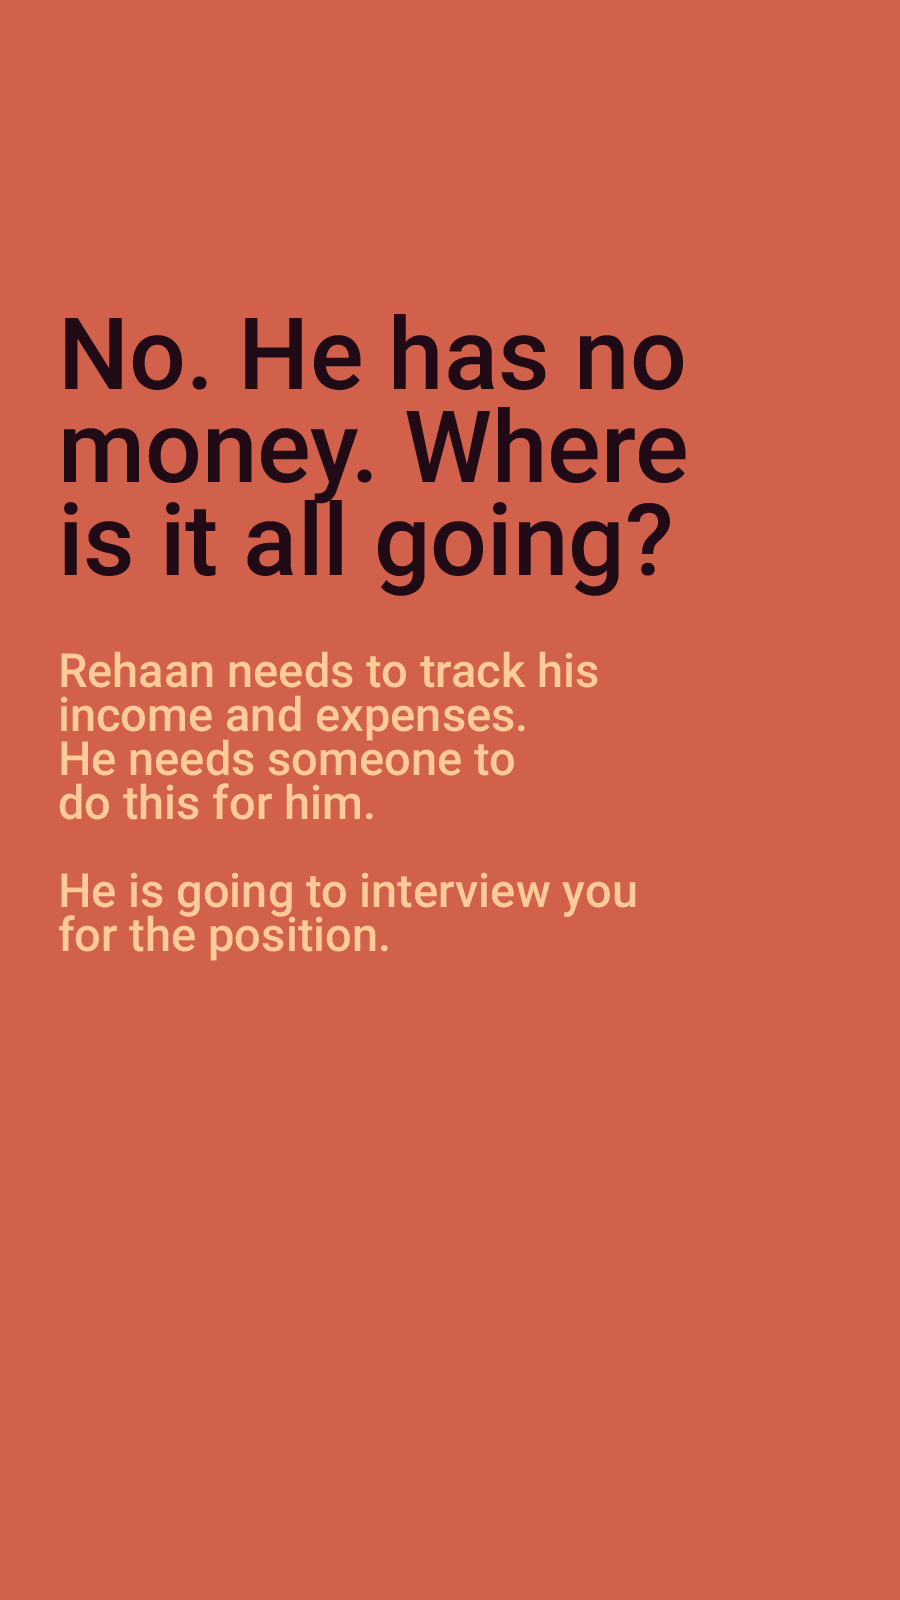 No. He has no
money. Where
is it all going?
Rehaan needs to track his
income and expenses.
He needs someone to
do this for him.
He is going to interview you
for the position.